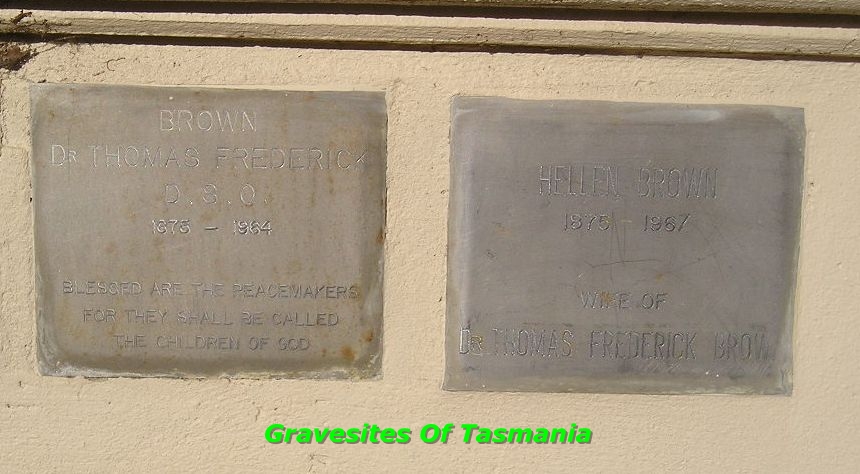 BROWN
DR THOMAS FREDERICK
D.S.O.
1875 - 1964
BLESSED ARE THE PEACEMAKERS
FOR THEY SHALL BE CALLED
THE CHILDREN OF GOD
HELLEN BROWN
1875 - 1967
WIFE OF
DR THOMAS FREDERICK BROWN
Gravesites Of Tasmania